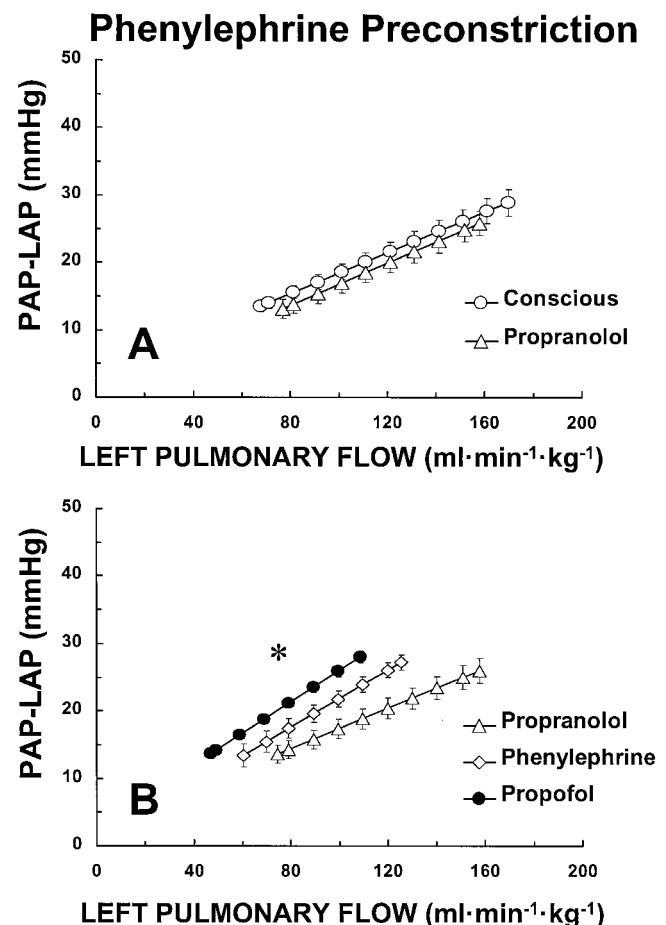 Phenylephrine Preconstriction
50
40
30
20
10
0
PAP-LAP (mmHg)
A
Conscious
Propranolol
0 40 80 120 160 200
LEFT PULMONARY FLOW (ml·min⁻¹·kg⁻¹)
50
40
30
20
10
0
PAP-LAP (mmHg)
*
B
Propranolol
Phenylephrine
Propofol
0 40 80 120 160 200
LEFT PULMONARY FLOW (ml·min⁻¹·kg⁻¹)